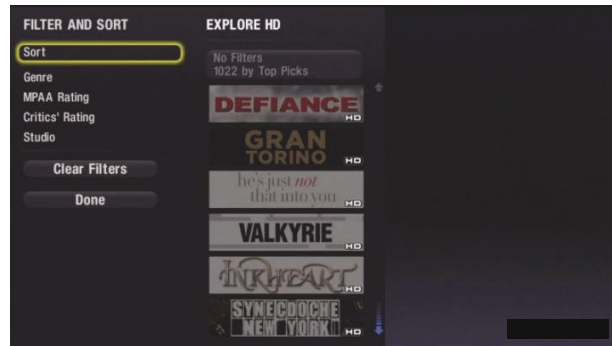 FILTER AND SORT
Sort
Genre
MPAA Rating
Critics' Rating
Studio
Clear Filters
Done
EXPLORE HD
No Filters
1022 by Top Picks
DEFIANCE
HD
GRAN
TORINO
HD
he's just not
that into you
HD
VALKYRIE
HD
INKHEART
HD
SYNECDOCHE
NEW YORK
HD